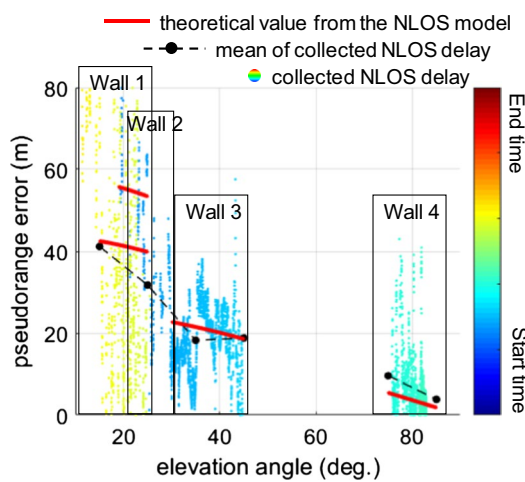 theoretical value from the NLOS model
mean of collected NLOS delay
collected NLOS delay
Wall 1
Wall 2
Wall 3
Wall 4
80
60
40
20
0
pseudorange error (m)
20
40
60
80
elevation angle (deg.)
End time
Start time